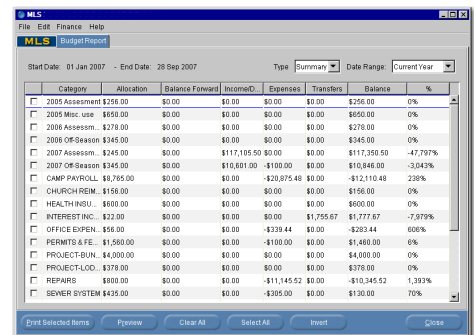 MLS
File Edit Finance Help
MLS Budget Report
Start Date: 01 Jan 2007 - End Date: 28 Sep 2007 Type Summary Date Range: Current Year
Category Allocation Balance Forward Income/D... Expenses Transfers Balance %
2005 Assesment $256.00 $0.00 $0.00 $0.00 $0.00 $256.00 0%
2005 Misc. use $650.00 $0.00 $0.00 $0.00 $0.00 $650.00 0%
2006 Assessm... $278.00 $0.00 $0.00 $0.00 $0.00 $278.00 0%
2006 Off-Season $345.00 $0.00 $0.00 $0.00 $0.00 $345.00 0%
2007 Assessm... $245.00 $0.00 $117,105.50 $0.00 $0.00 $117,350.50 -47,797%
2007 Off-Season $345.00 $0.00 $10,601.00 -$100.00 $0.00 $10,846.00 -3,043%
CAMP PAYROLL $8,765.00 $0.00 $0.00 -$20,875.48 $0.00 -$12,110.48 238%
CHURCH REIM... $156.00 $0.00 $0.00 $0.00 $0.00 $156.00 0%
HEALTH INSU... $600.00 $0.00 $0.00 $0.00 $0.00 $600.00 0%
INTEREST INC... $22.00 $0.00 $0.00 $0.00 $1,755.67 $1,777.67 -7,979%
OFFICE EXPEN... $56.00 $0.00 $0.00 -$339.44 $0.00 -$283.44 606%
PERMITS & FE... $1,560.00 $0.00 $0.00 -$100.00 $0.00 $1,460.00 6%
PROJECT-BUN... $4,000.00 $0.00 $0.00 $0.00 $0.00 $4,000.00 0%
PROJECT-LOD... $378.00 $0.00 $0.00 $0.00 $0.00 $378.00 0%
REPAIRS $800.00 $0.00 $0.00 -$11,145.52 $0.00 -$10,345.52 1,393%
SEWER SYSTEM $435.00 $0.00 $0.00 -$305.00 $0.00 $130.00 70%
Print Selected Items Preview Clear All Select All Invert Close